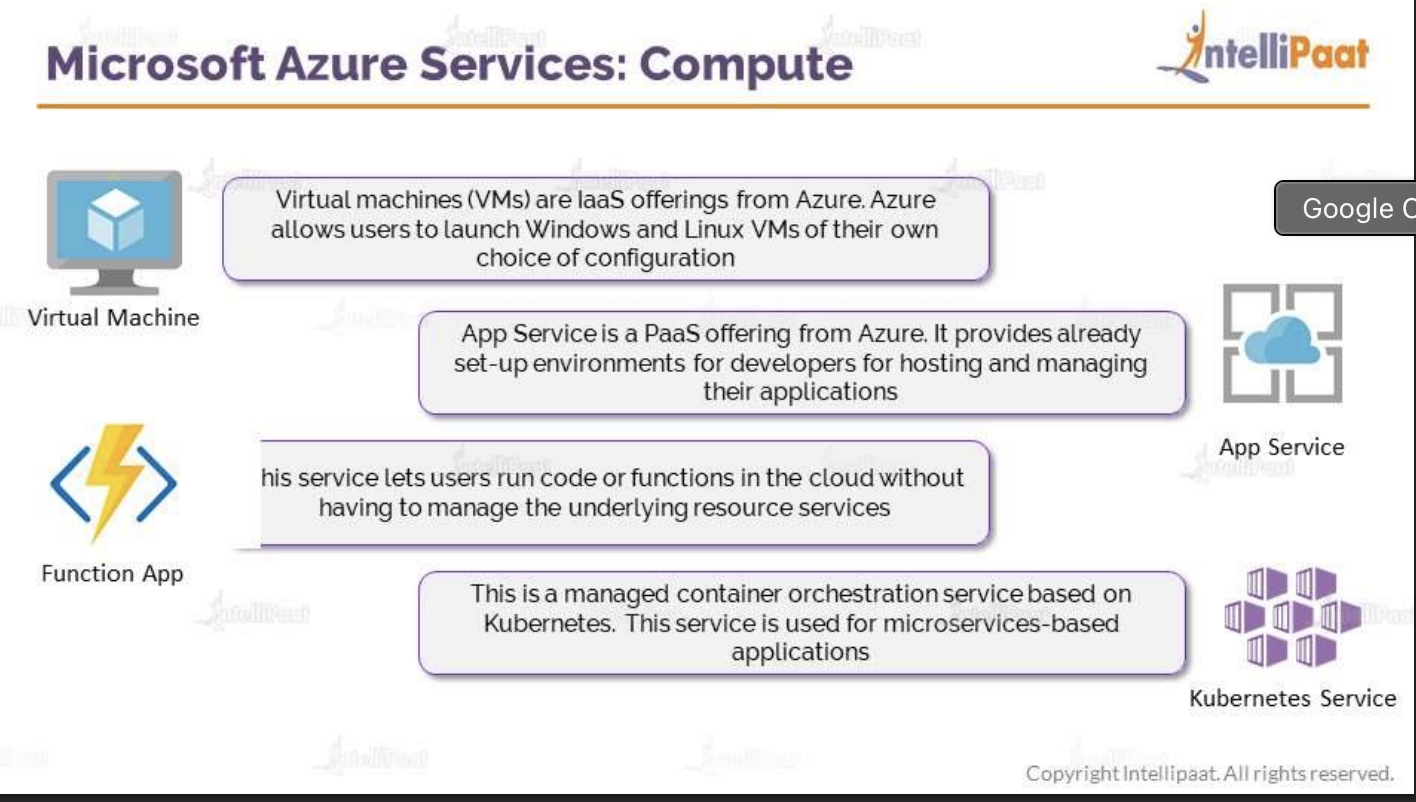 Microsoft Azure Services: Compute
IntelliPaat
Virtual machines (VMs) are IaaS offerings from Azure. Azure
allows users to launch Windows and Linux VMs of their own
choice of configuration
Google
Virtual Machine
App Service is a PaaS offering from Azure. It provides already
set-up environments for developers for hosting and managing
their applications
App Service
his service lets users run code or functions in the cloud without
having to manage the underlying resource services
Function App
This is a managed container orchestration service based on
Kubernetes. This service is used for microservices-based
applications
Kubernetes Service
Copyright Intellipaat. All rights reserved.